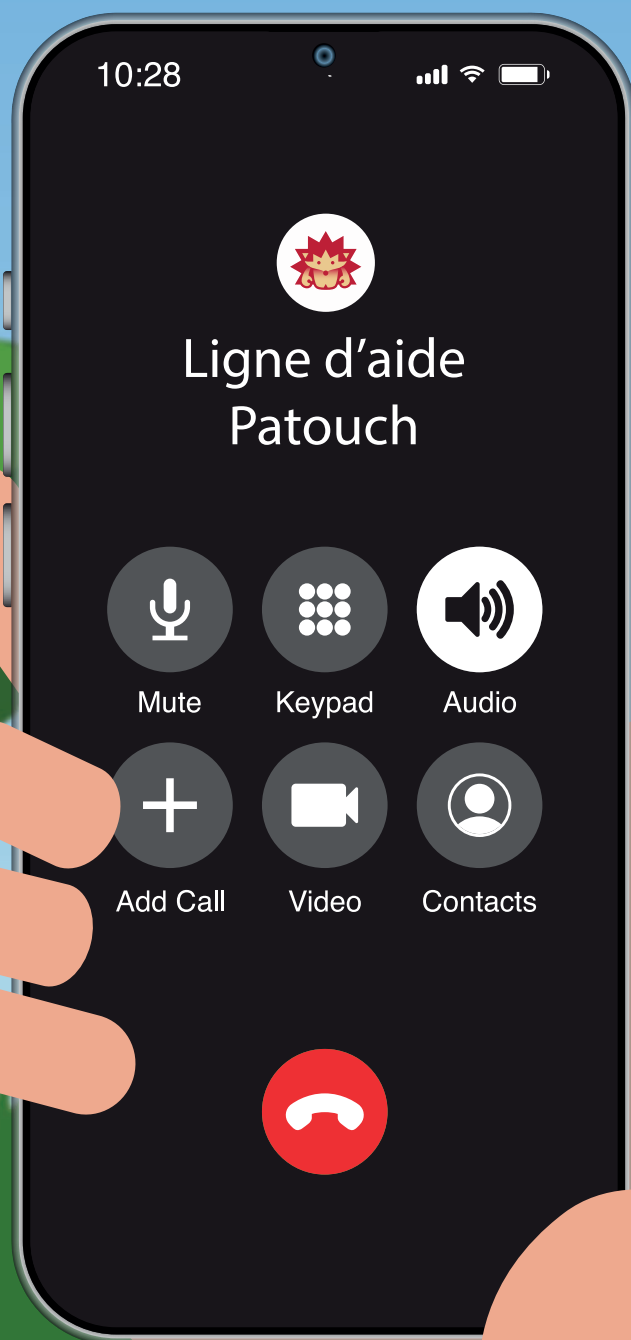 10:28
Ligne d’aide
Patouch
Mute Keypad Audio
Add Call Video Contacts